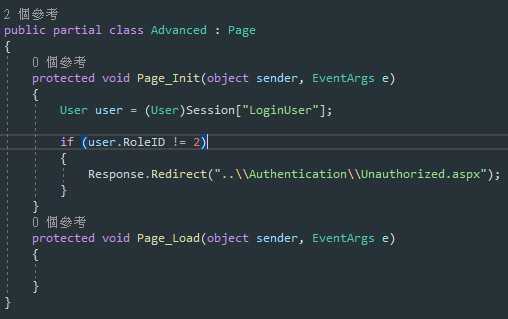 2 個參考
public partial class Advanced : Page
{
0 個參考
protected void Page_Init(object sender, EventArgs e)
{
User user = (User)Session["LoginUser"];
if (user.RoleID != 2)
{
Response.Redirect("..\\Authentication\\Unauthorized.aspx");
}
}
0 個參考
protected void Page_Load(object sender, EventArgs e)
{
}
}